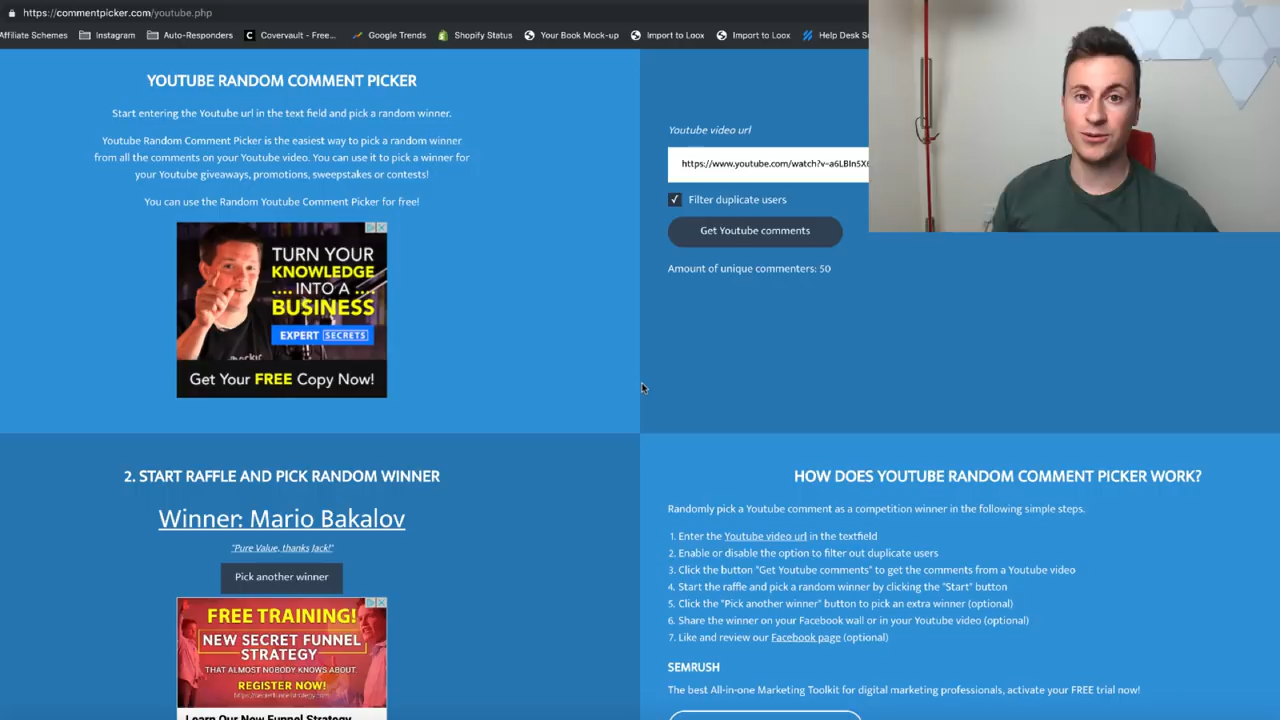 https://commentpicker.com/youtube.php
Affiliate Schemes Instagram Auto-Responders Covervault - Free... Google Trends Shopify Status Your Book Mock-up Import to Loox Import to Loox Help Desk S
YOUTUBE RANDOM COMMENT PICKER
Start entering the Youtube url in the text field and pick a random winner.
Youtube Random Comment Picker is the easiest way to pick a random winner
from all the comments on your Youtube video. You can use it to pick a winner for
your Youtube giveaways, promotions, sweepstakes or contests!
You can use the Random Youtube Comment Picker for free!
TURN YOUR
KNOWLEDGE
.... INTO A ....
BUSINESS
EXPERT SECRETS
Get Your FREE Copy Now!
Youtube video url
https://www.youtube.com/watch?v=a6LBIn5X
Filter duplicate users
Get Youtube comments
Amount of unique commenters: 50
2. START RAFFLE AND PICK RANDOM WINNER
Winner: Mario Bakalov
"Pure Value, thanks Jack!"
Pick another winner
FREE TRAINING!
NEW SECRET FUNNEL
STRATEGY
THAT ALMOST NOBODY KNOWS ABOUT.
REGISTER NOW!
Learn Our New Funnel Strategy
HOW DOES YOUTUBE RANDOM COMMENT PICKER WORK?
Randomly pick a Youtube comment as a competition winner in the following simple steps.
1. Enter the Youtube video url in the textfield
2. Enable or disable the option to filter out duplicate users
3. Click the button "Get Youtube comments" to get the comments from a Youtube video
4. Start the raffle and pick a random winner by clicking the "Start" button
5. Click the "Pick another winner" button to pick an extra winner (optional)
6. Share the winner on your Facebook wall or in your Youtube video (optional)
7. Like and review our Facebook page (optional)
SEMRUSH
The best All-in-one Marketing Toolkit for digital marketing professionals, activate your FREE trial now!